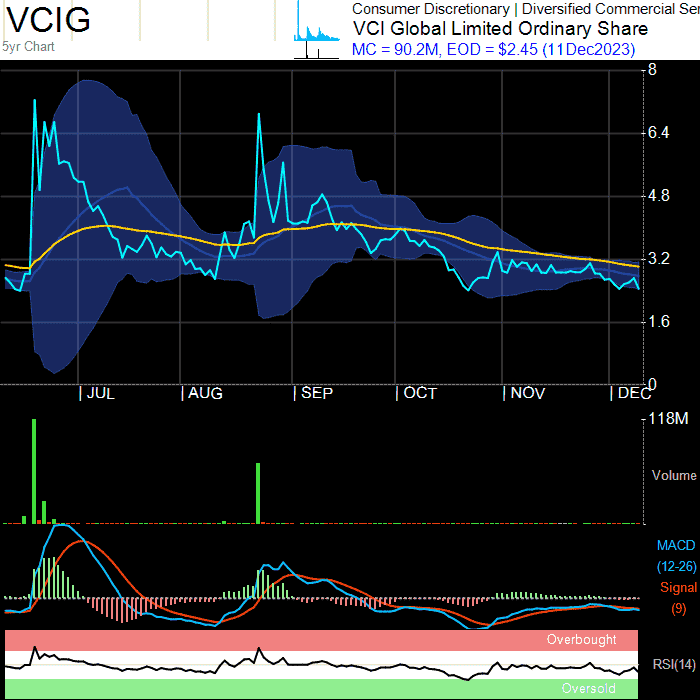 VCIG
5yr Chart
Consumer Discretionary | Diversified Commercial Ser
VCI Global Limited Ordinary Share
MC = 90.2M, EOD = $2.45 (11Dec2023)
8
6.4
4.8
3.2
1.6
0
JUL AUG SEP OCT NOV DEC
118M
Volume
MACD
(12-26)
Signal
(9)
Overbought
RSI(14)
Oversold